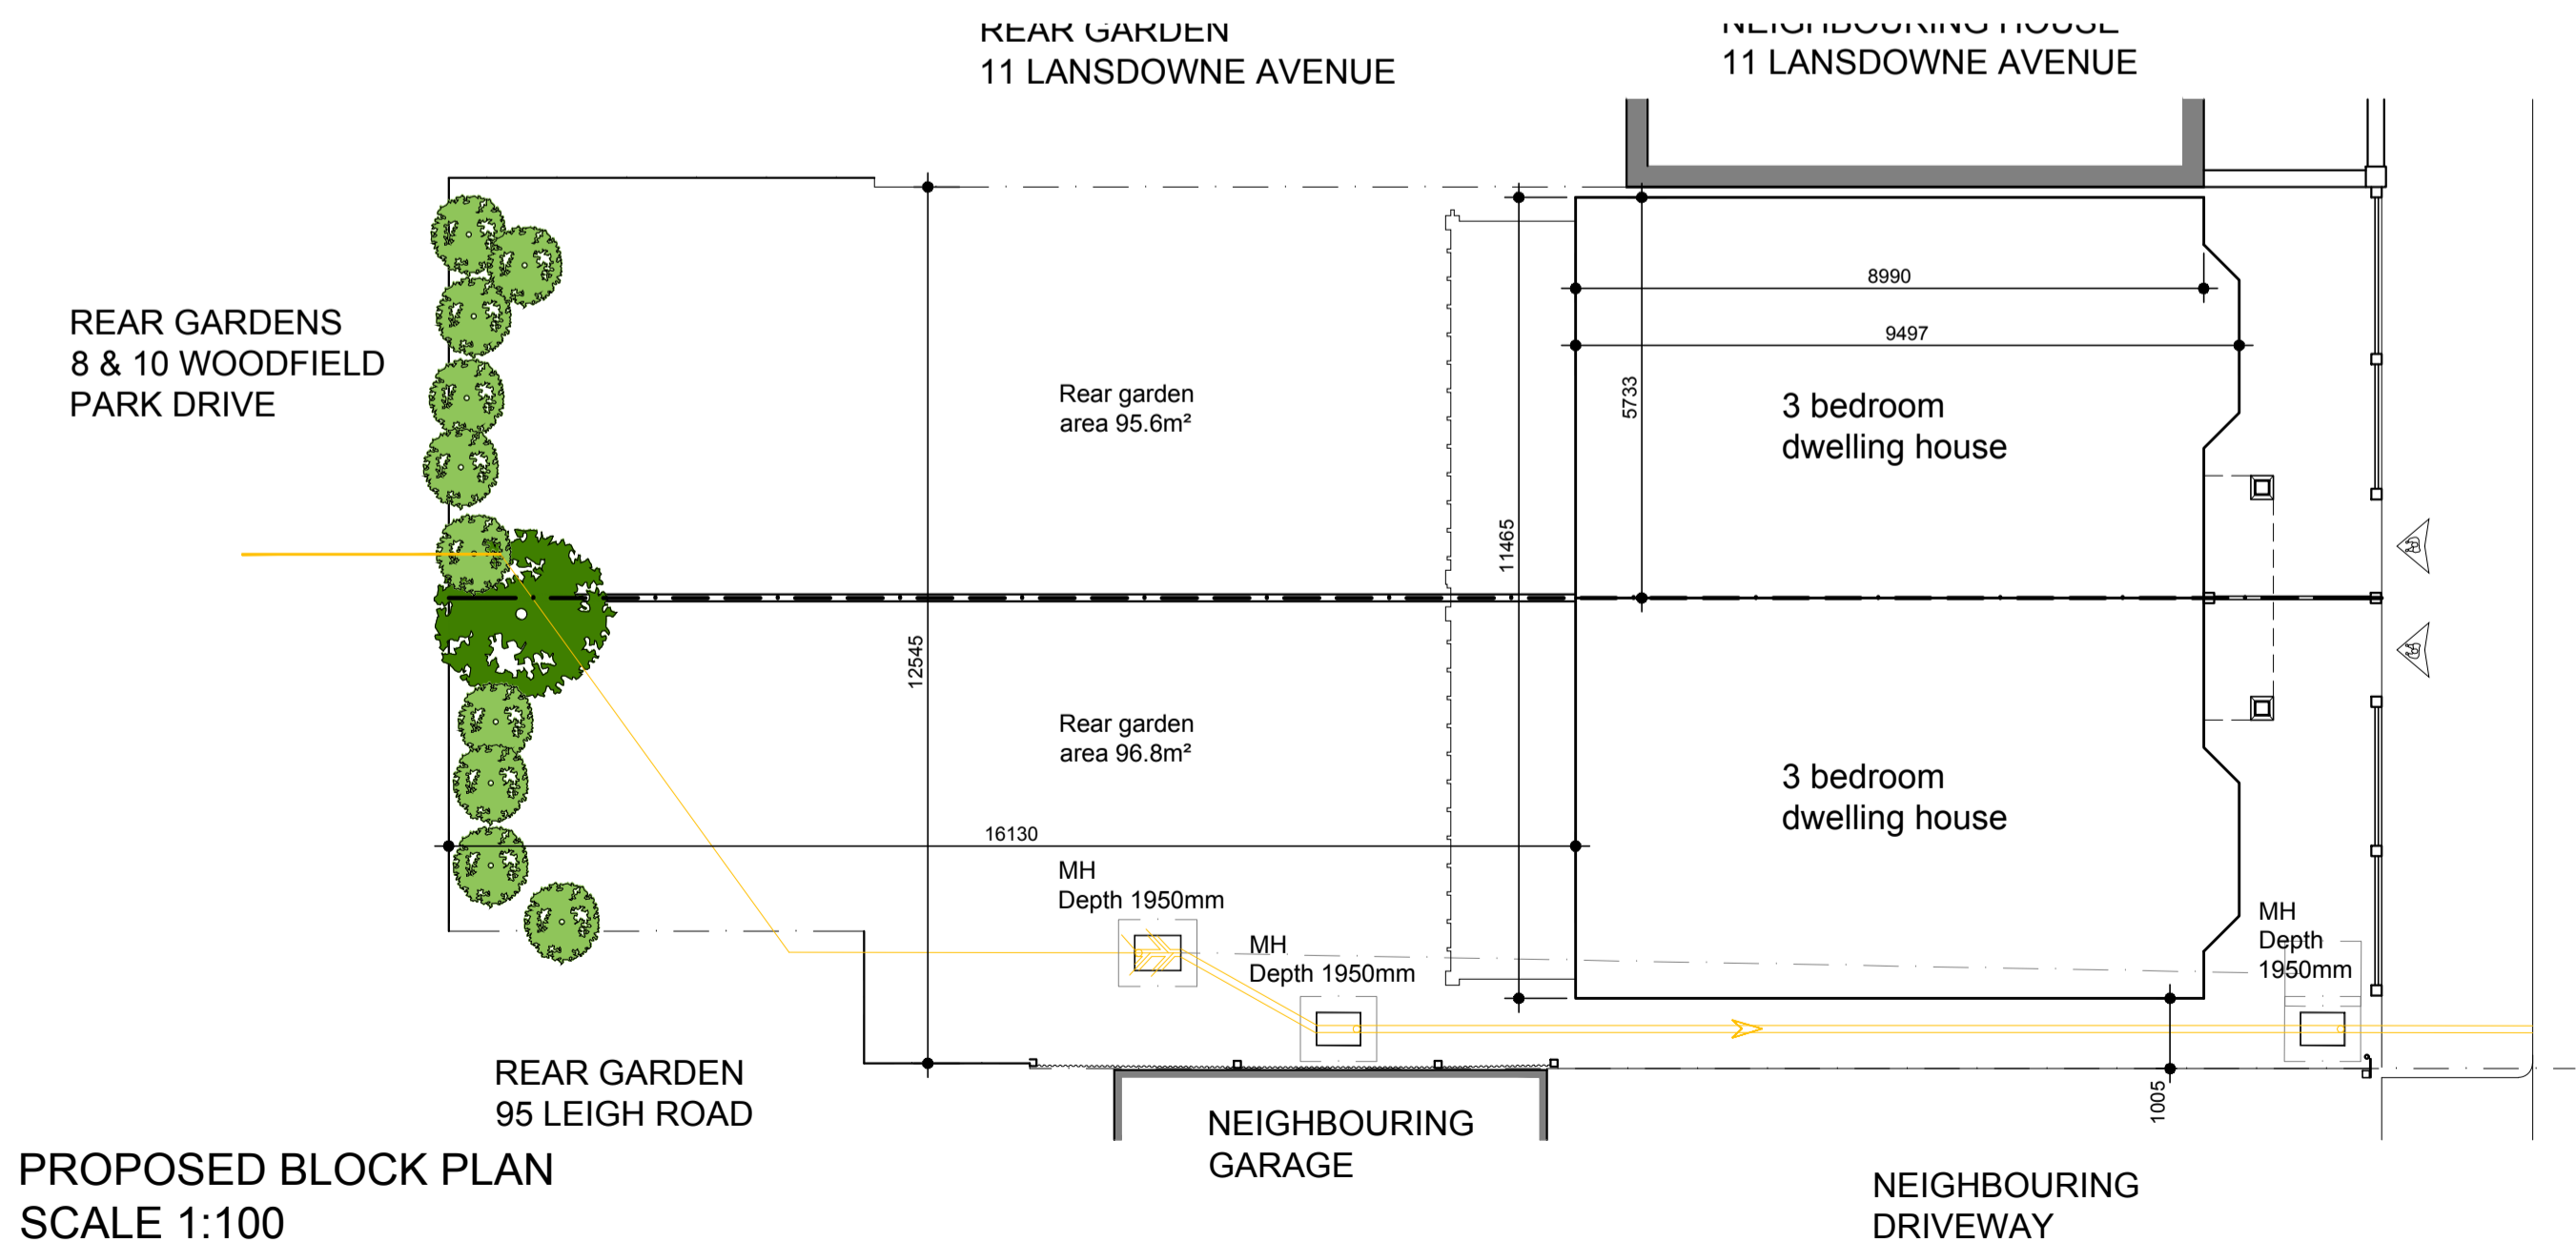 REAR GARDEN
11 LANSDOWNE AVENUE
NEIGHBOURING HOUSE
11 LANSDOWNE AVENUE
REAR GARDENS
8 & 10 WOODFIELD
PARK DRIVE
Rear garden
area 95.6m²
8990
9497
5733
3 bedroom
dwelling house
11465
12545
Rear garden
area 96.8m²
3 bedroom
dwelling house
16130
MH
Depth 1950mm
MH
Depth 1950mm
MH
Depth
1950mm
1005
REAR GARDEN
95 LEIGH ROAD
NEIGHBOURING
GARAGE
NEIGHBOURING
DRIVEWAY
PROPOSED BLOCK PLAN
SCALE 1:100